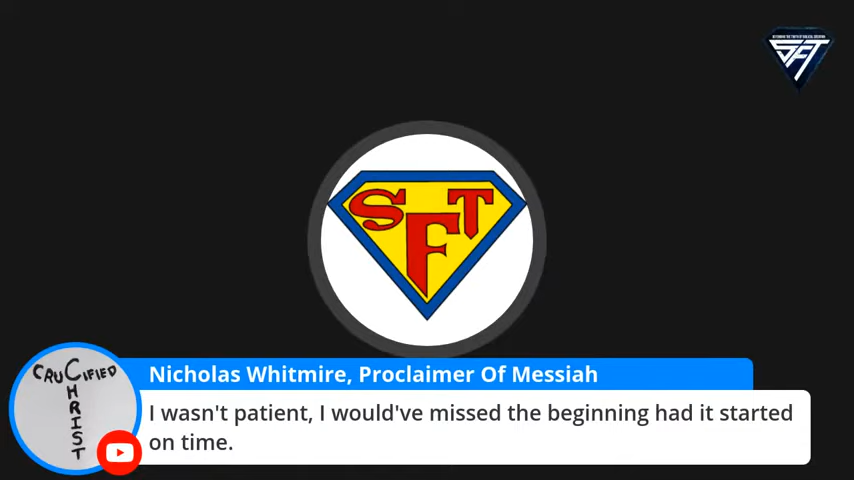 SFT
SFT
CRUCIFIED
CHRIST
Nicholas Whitmire, Proclaimer Of Messiah
I wasn't patient, I would've missed the beginning had it started
on time.